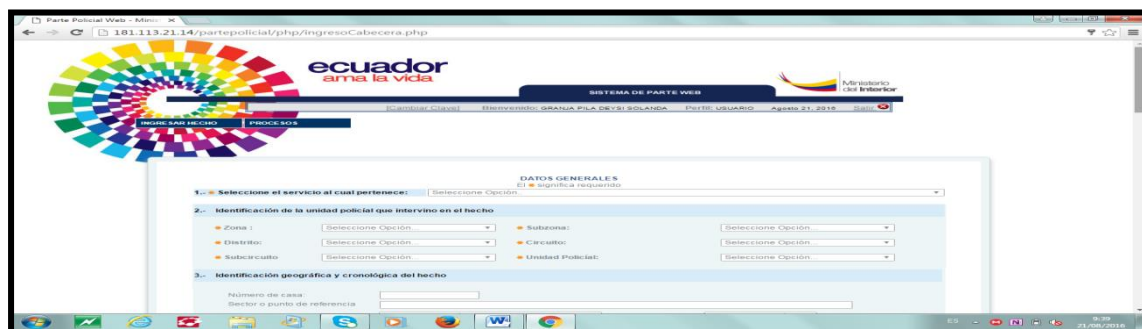 Parte Policial Web - Minis
181.113.21.14/partepolicial/php/ingresoCabecera.php
ecuador
ama la vida
Ministerio
del Interior
SISTEMA DE PARTE WEB
[Cambiar Clave] Bienvenido: GRANJA PILA DEYSI SOLANDA Perfil: USUARIO Agosto 21, 2016 Salir
INGRESAR HECHO PROCESOS
DATOS GENERALES
El * significa requerido
1.- * Seleccione el servicio al cual pertenece: Seleccione Opción...
2.- Identificación de la unidad policial que intervino en el hecho
* Zona : Seleccione Opción... * Subzona: Seleccione Opción...
* Distrito: Seleccione Opción... * Circuito: Seleccione Opción...
* Subcircuito Seleccione Opción... * Unidad Policial: Seleccione Opción...
3.- Identificación geográfica y cronológica del hecho
Número de casa:
Sector o punto de referencia
ES 9:39
21/08/2016